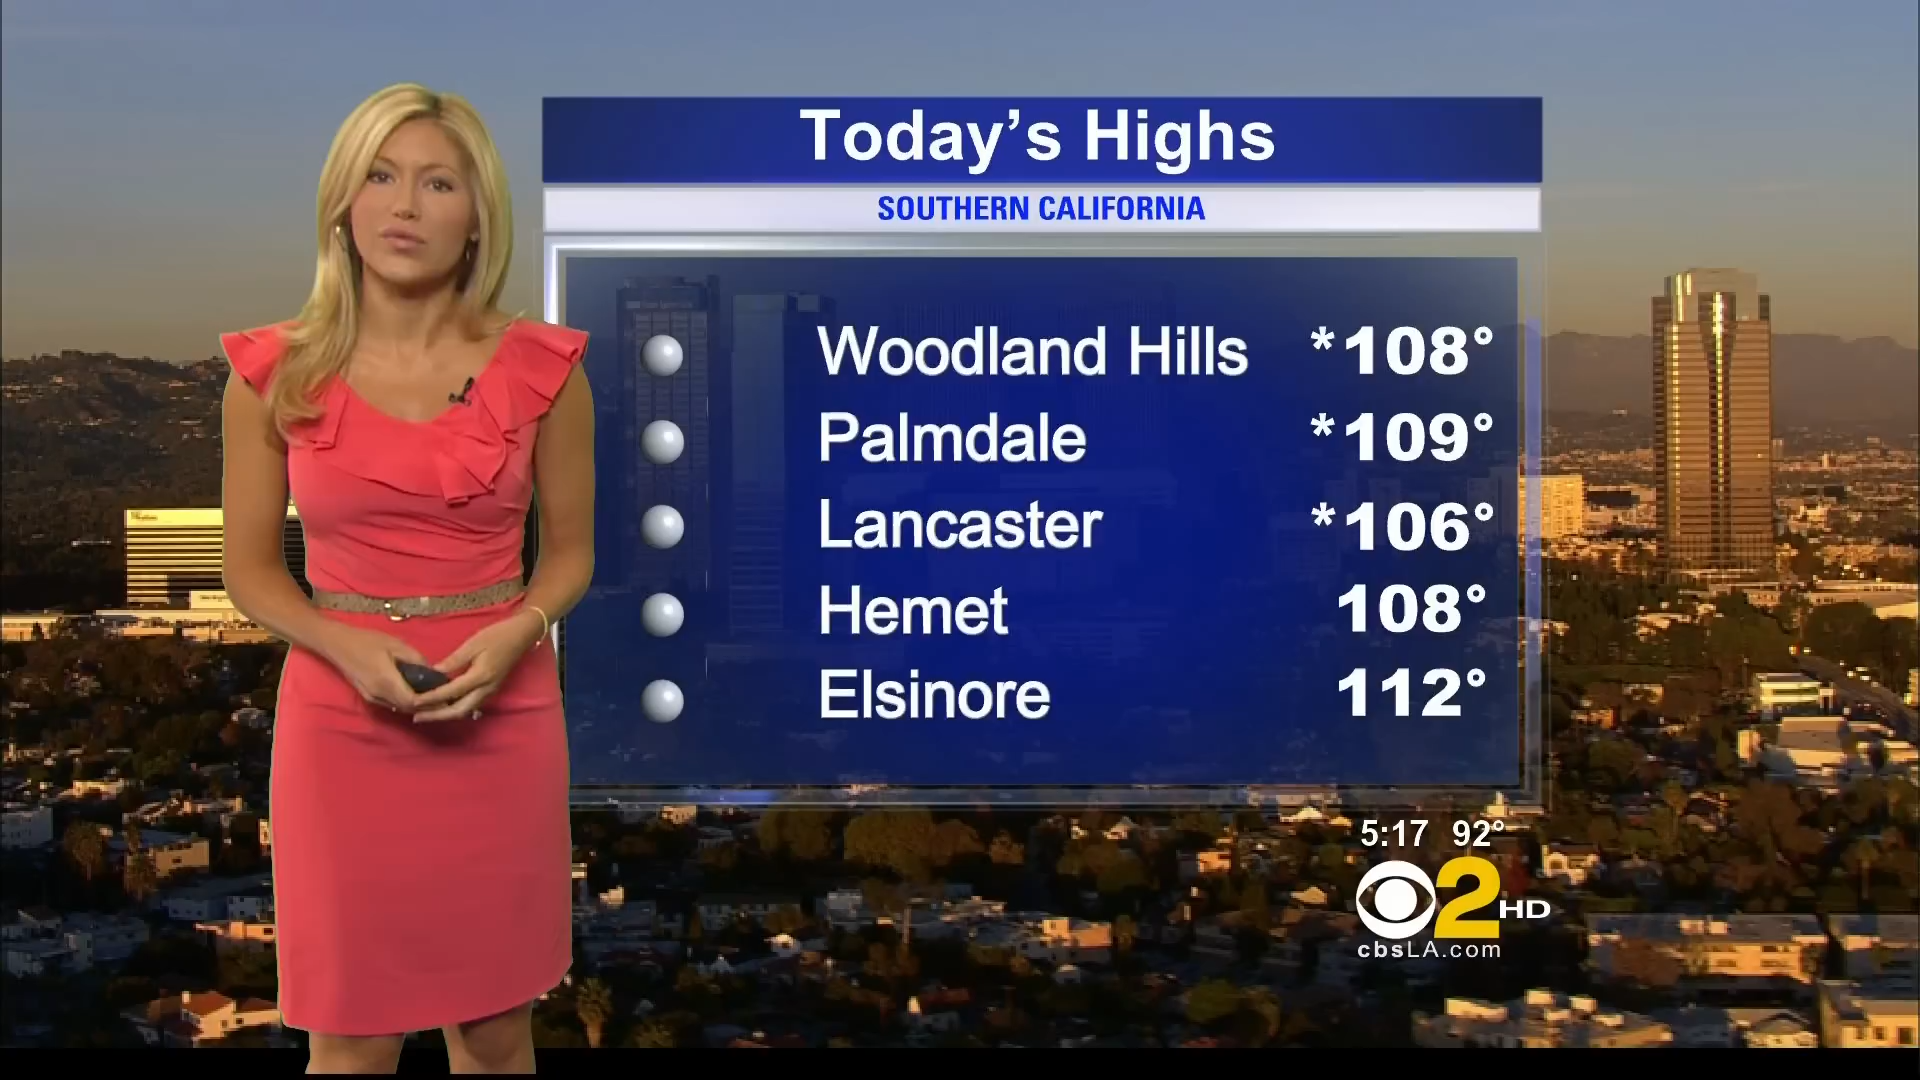 Today's Highs
SOUTHERN CALIFORNIA
Woodland Hills *108°
Palmdale *109°
Lancaster *106°
Hemet 108°
Elsinore 112°
5:17 92°
2 HD
cbsLA.com